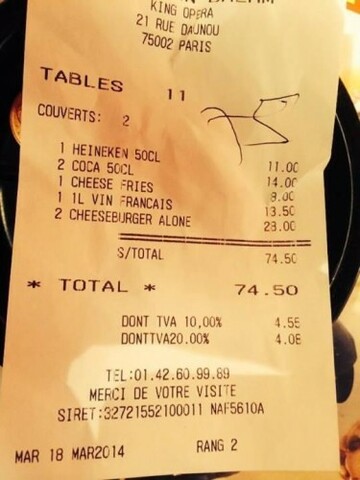 KING OPERA
21 RUE DAUNOU
75002 PARIS
TABLES 11
COUVERTS: 2
1 HEINEKEN 50CL 11.00
2 COCA 50CL 14.00
1 CHEESE FRIES 8.00
1 1L VIN FRANCAIS 13.50
2 CHEESEBURGER ALONE 28.00
S/TOTAL 74.50
* TOTAL * 74.50
DONT TVA 10,00% 4.55
DONTTVA20.00% 4.08
TEL:01.42.60.99.89
MERCI DE VOTRE VISITE
SIRET:32721552100011 NAF5610A
MAR 18 MAR2014 RANG 2